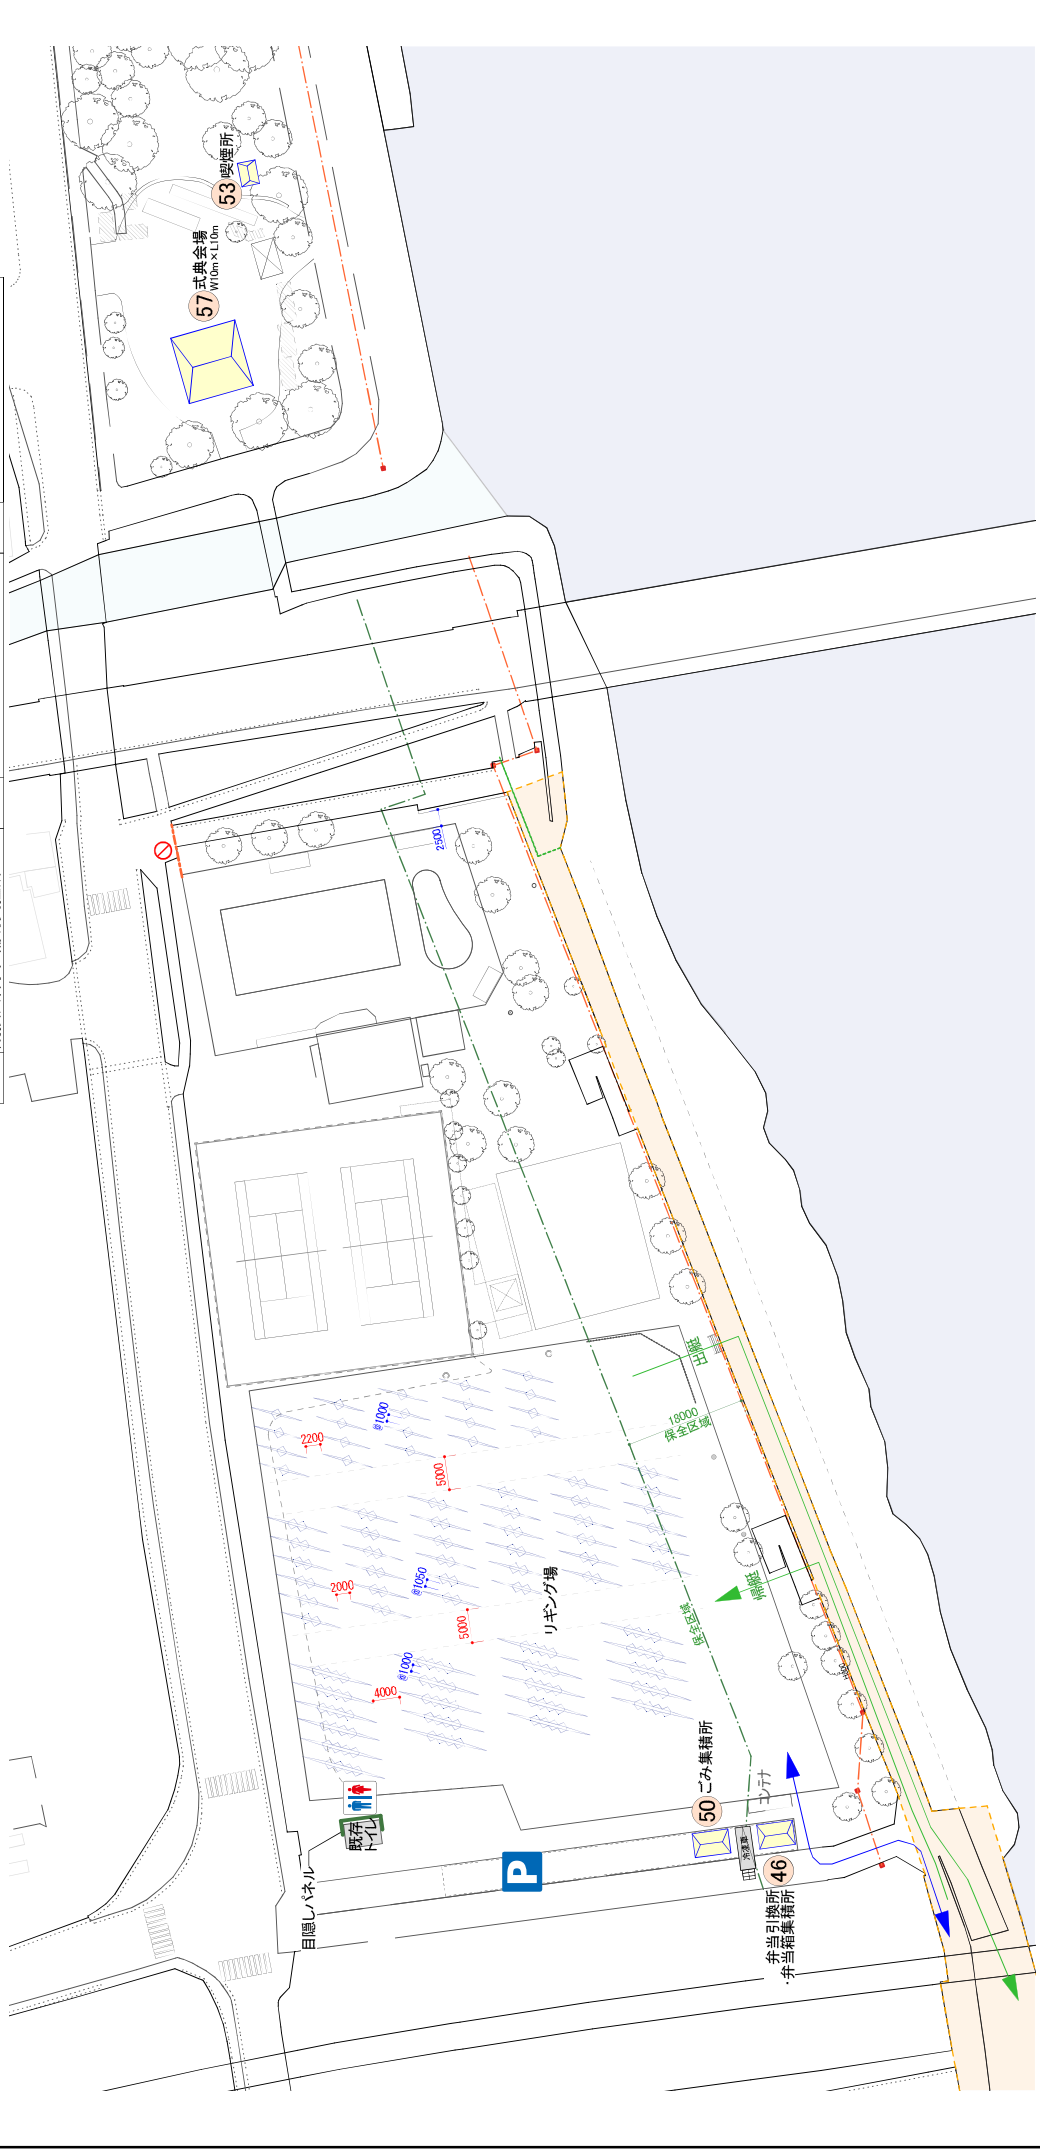 53 喫煙所
57 式典会場
W10m×L10m
2500
出艇
18000
保全区域
@1000
2200
5000
2000
@1050
5000
リギング場
帰艇
保全区域
@1000
4000
50 ごみ集積所
コンテナ
冷凍車
46
弁当引換所
・弁当箱集積所
既存
トイレ
目隠しパネル
P